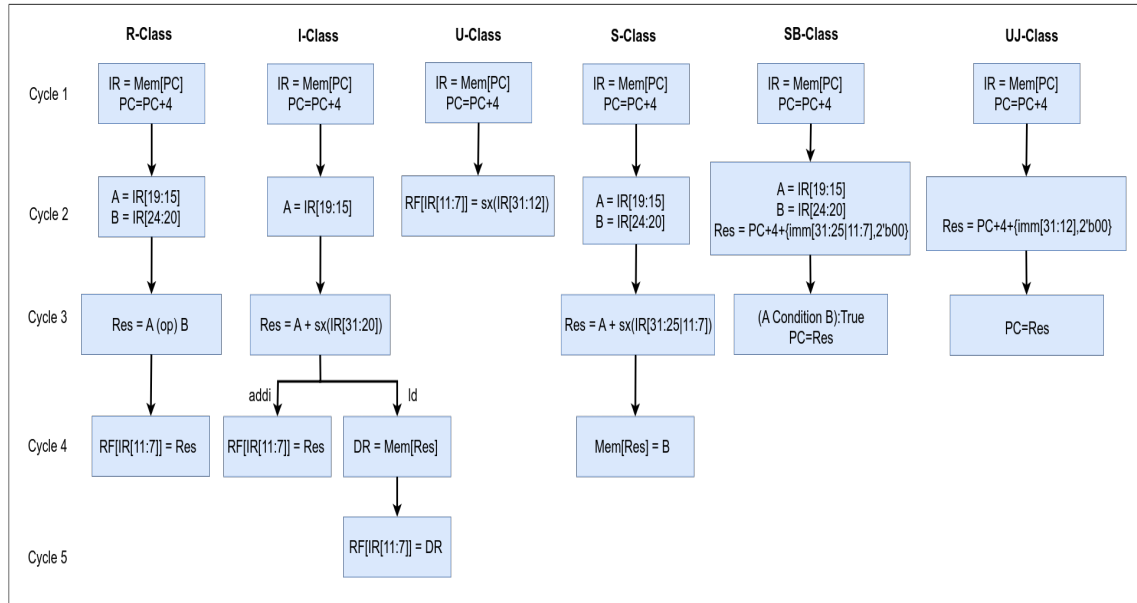 R-Class
I-Class
U-Class
S-Class
SB-Class
UJ-Class
Cycle 1
IR = Mem[PC]
PC=PC+4
IR = Mem[PC]
PC=PC+4
IR = Mem[PC]
PC=PC+4
IR = Mem[PC]
PC=PC+4
IR = Mem[PC]
PC=PC+4
IR = Mem[PC]
PC=PC+4
Cycle 2
A = IR[19:15]
B = IR[24:20]
A = IR[19:15]
RF[IR[11:7]] = sx(IR[31:12])
A = IR[19:15]
B = IR[24:20]
A = IR[19:15]
B = IR[24:20]
Res = PC+4+{imm[31:25|11:7],2'b00}
Res = PC+4+{imm[31:12],2'b00}
Cycle 3
Res = A (op) B
Res = A + sx(IR[31:20])
Res = A + sx(IR[31:25|11:7])
(A Condition B):True
PC=Res
PC=Res
addi
ld
Cycle 4
RF[IR[11:7]] = Res
RF[IR[11:7]] = Res
DR = Mem[Res]
Mem[Res] = B
Cycle 5
RF[IR[11:7]] = DR